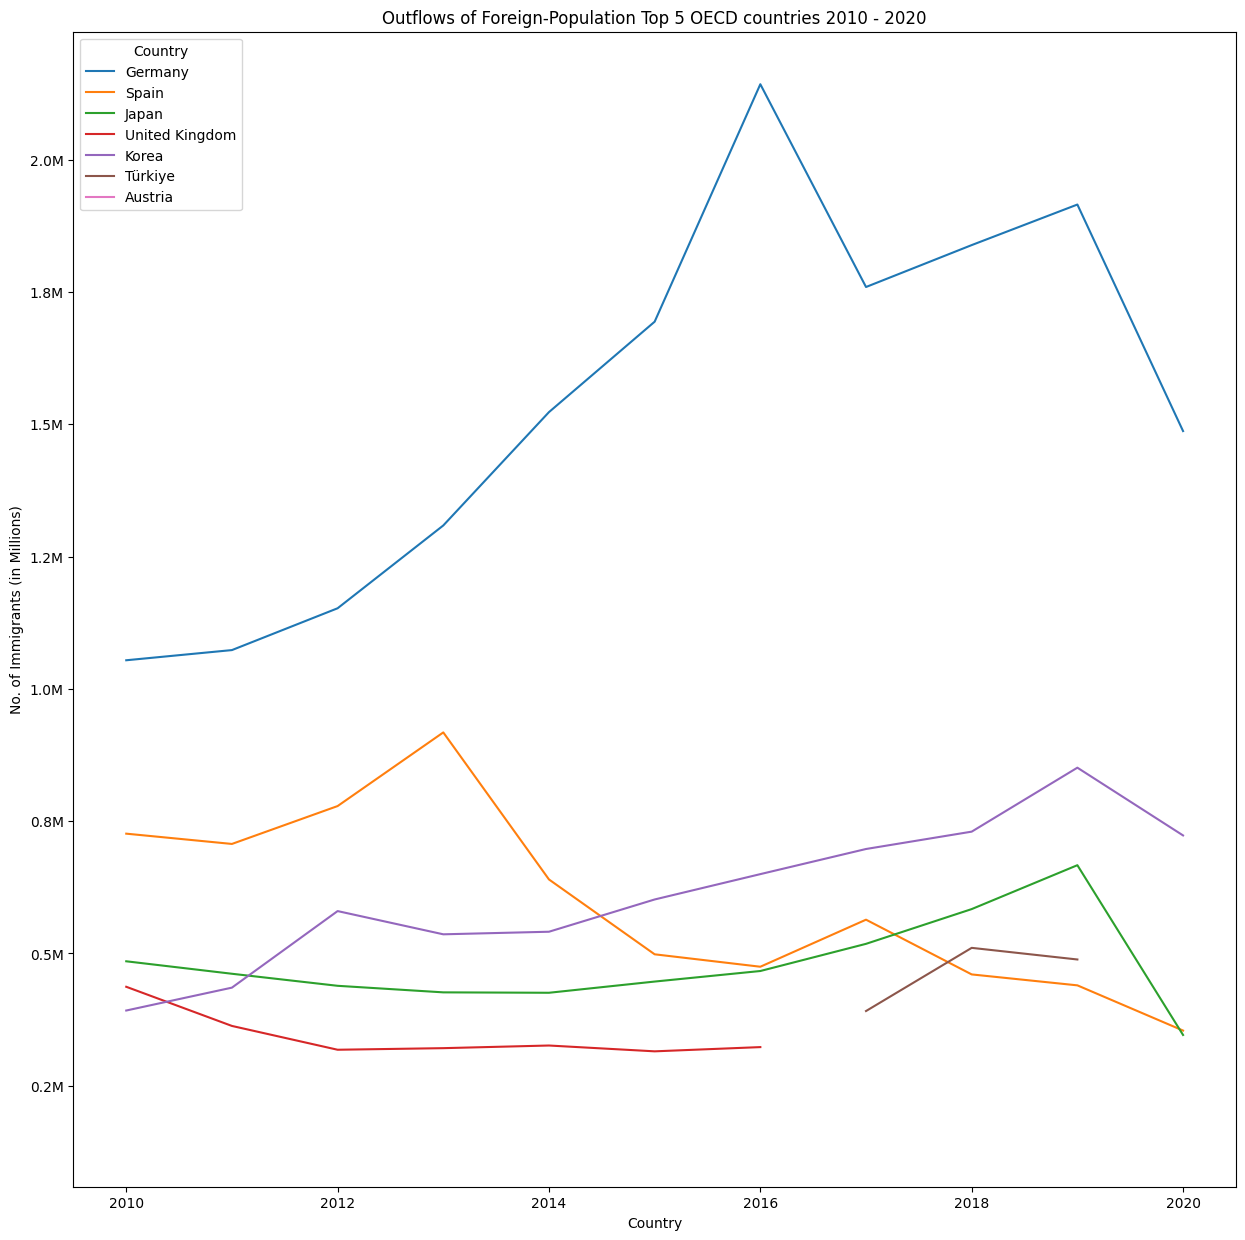 Outflows of Foreign-Population Top 5 OECD countries 2010 - 2020
Country
Germany
Spain
Japan
United Kingdom
Korea
Türkiye
Austria
2.0M
1.8M
1.5M
1.2M
1.0M
0.8M
0.5M
0.2M
No. of Immigrants (in Millions)
2010 2012 2014 2016 2018 2020
Country